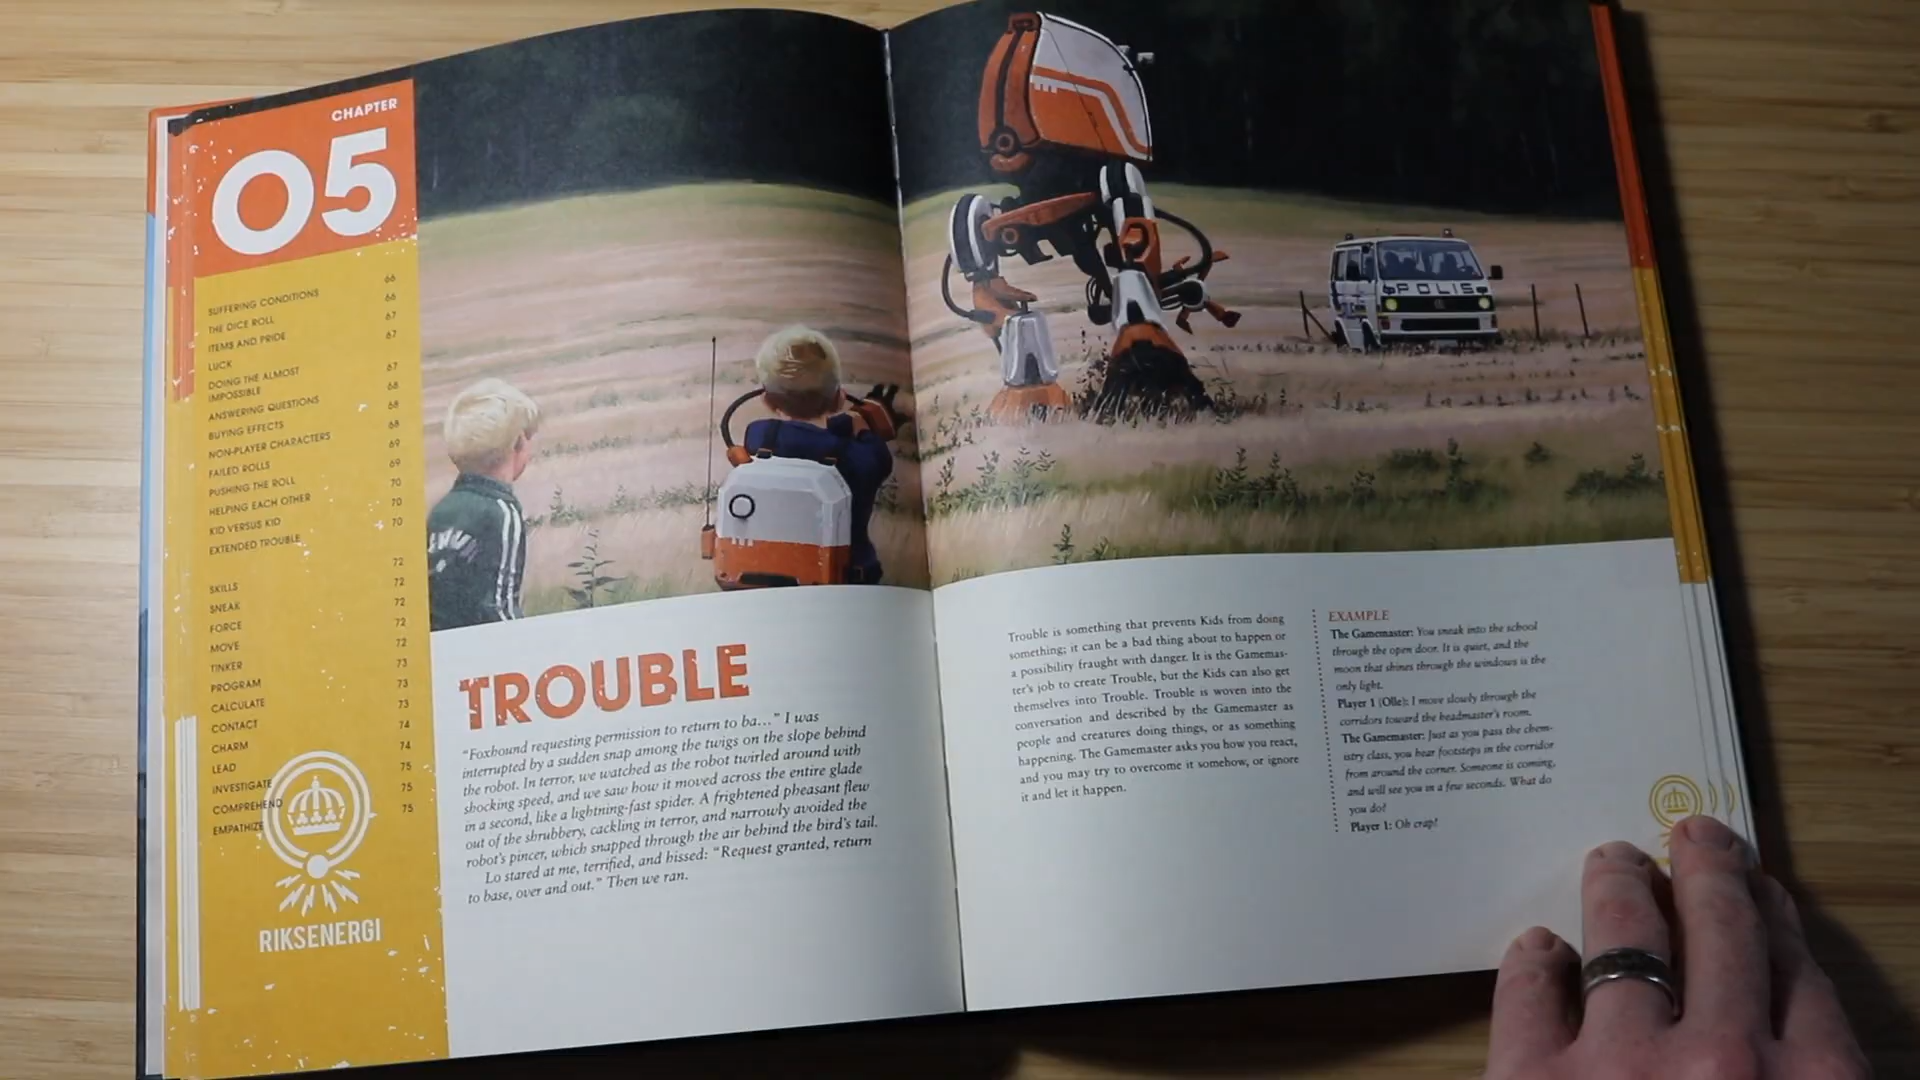 CHAPTER
05
SUFFERING CONDITIONS 66
THE DICE ROLL 66
ITEMS AND PRIDE 67
LUCK 67
DOING THE ALMOST
IMPOSSIBLE 67
ANSWERING QUESTIONS 68
BUYING EFFECTS 68
NON-PLAYER CHARACTERS 68
FAILED ROLLS 69
PUSHING THE ROLL 69
HELPING EACH OTHER 70
KID VERSUS KID 70
EXTENDED TROUBLE 70
SKILLS 72
SNEAK 72
FORCE 72
MOVE 72
TINKER 72
PROGRAM 73
CALCULATE 73
CONTACT 73
CHARM 74
LEAD 74
INVESTIGATE 75
COMPREHEND 75
EMPATHIZE 75
RIKSENERGI
TROUBLE
"Foxhound requesting permission to return to ba…" I was
interrupted by a sudden snap among the twigs on the slope behind
the robot. In terror, we watched as the robot twirled around with
shocking speed, and we saw how it moved across the entire glade
in a second, like a lightning-fast spider. A frightened pheasant flew
out of the shrubbery, cackling in terror, and narrowly avoided the
robot's pincer, which snapped through the air behind the bird's tail.
Lo stared at me, terrified, and hissed: "Request granted, return
to base, over and out." Then we ran.
POLIS
Trouble is something that prevents Kids from doing
something; it can be a bad thing about to happen or
a possibility fraught with danger. It is the Gamemas-
ter's job to create Trouble, but the Kids can also get
themselves into Trouble. Trouble is woven into the
conversation and described by the Gamemaster as
people and creatures doing things, or as something
happening. The Gamemaster asks you how you react,
and you may try to overcome it somehow, or ignore
it and let it happen.
EXAMPLE
The Gamemaster: You sneak into the school
through the open door. It is quiet, and the
moon that shines through the windows is the
only light.
Player 1 (Olle): I move slowly through the
corridors toward the headmaster's room.
The Gamemaster: Just as you pass the chem-
istry class, you hear footsteps in the corridor
from around the corner. Someone is coming,
and will see you in a few seconds. What do
you do?
Player 1: Oh crap!